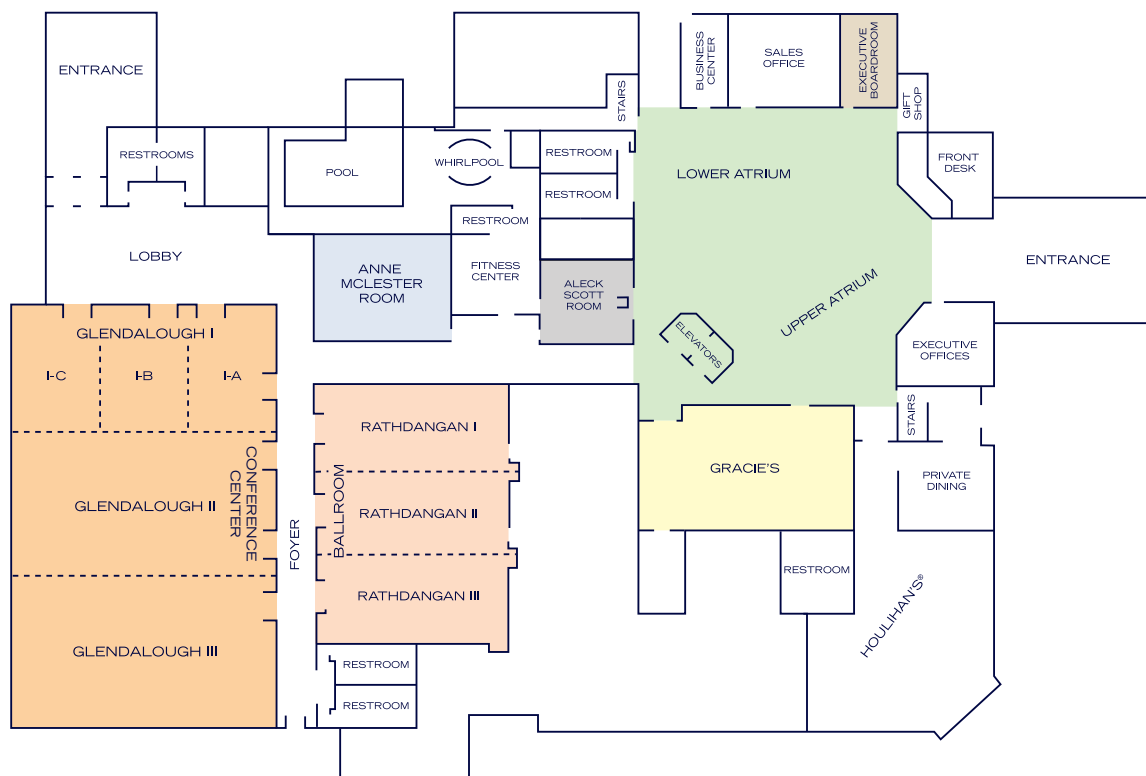 ENTRANCE
RESTROOMS
LOBBY
POOL
WHIRLPOOL
STAIRS
BUSINESS
CENTER
SALES
OFFICE
EXECUTIVE
BOARDROOM
GIFT
SHOP
RESTROOM
RESTROOM
LOWER ATRIUM
FRONT
DESK
RESTROOM
FITNESS
CENTER
ANNE
MCLESTER
ROOM
ALECK
SCOTT
ROOM
UPPER ATRIUM
ENTRANCE
ELEVATORS
EXECUTIVE
OFFICES
GLENDALOUGH I
I-C
I-B
I-A
STAIRS
RATHDANGAN I
GRACIE'S
PRIVATE
DINING
GLENDALOUGH II
CONFERENCE
CENTER
FOYER
BALLROOM
RATHDANGAN II
RESTROOM
HOULIHAN'S®
RATHDANGAN III
GLENDALOUGH III
RESTROOM
RESTROOM